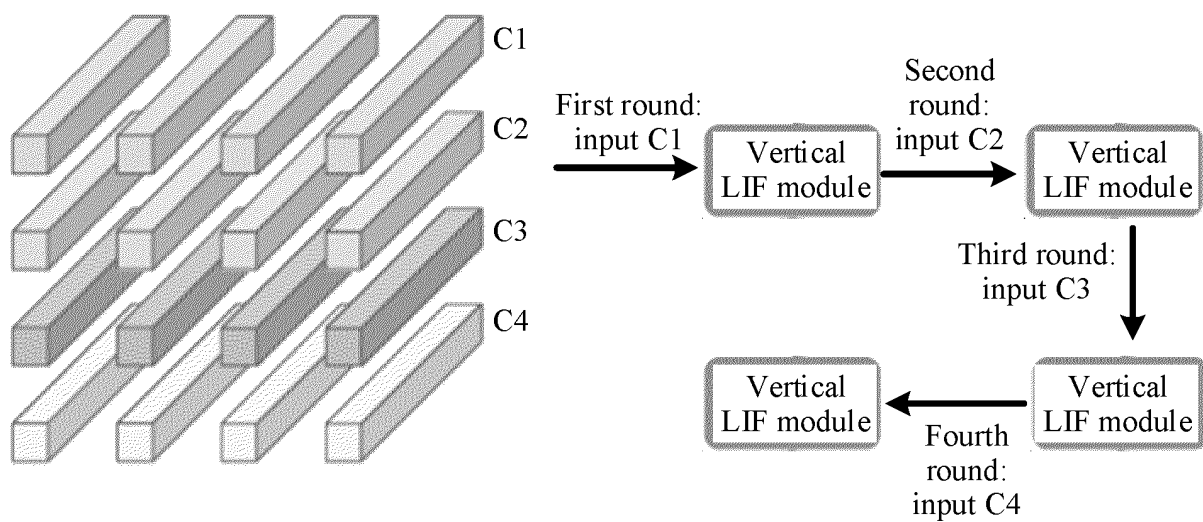 C1
C2
C3
C4
First round:
input C1
Vertical
LIF module
Second
round:
input C2
Vertical
LIF module
Third round:
input C3
Vertical
LIF module
Fourth
round:
input C4
Vertical
LIF module